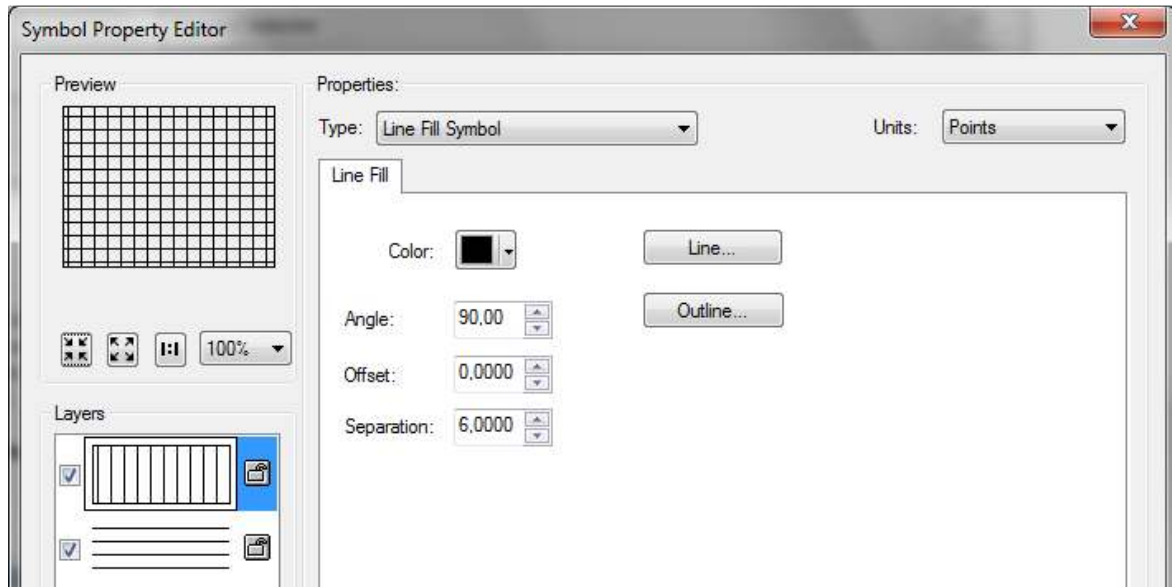 Symbol Property Editor
Preview
Properties:
Type: Line Fill Symbol
Units: Points
Line Fill
Color:
Line...
Angle: 90,00
Outline...
1:1
100%
Offset: 0,0000
Layers
Separation: 6,0000